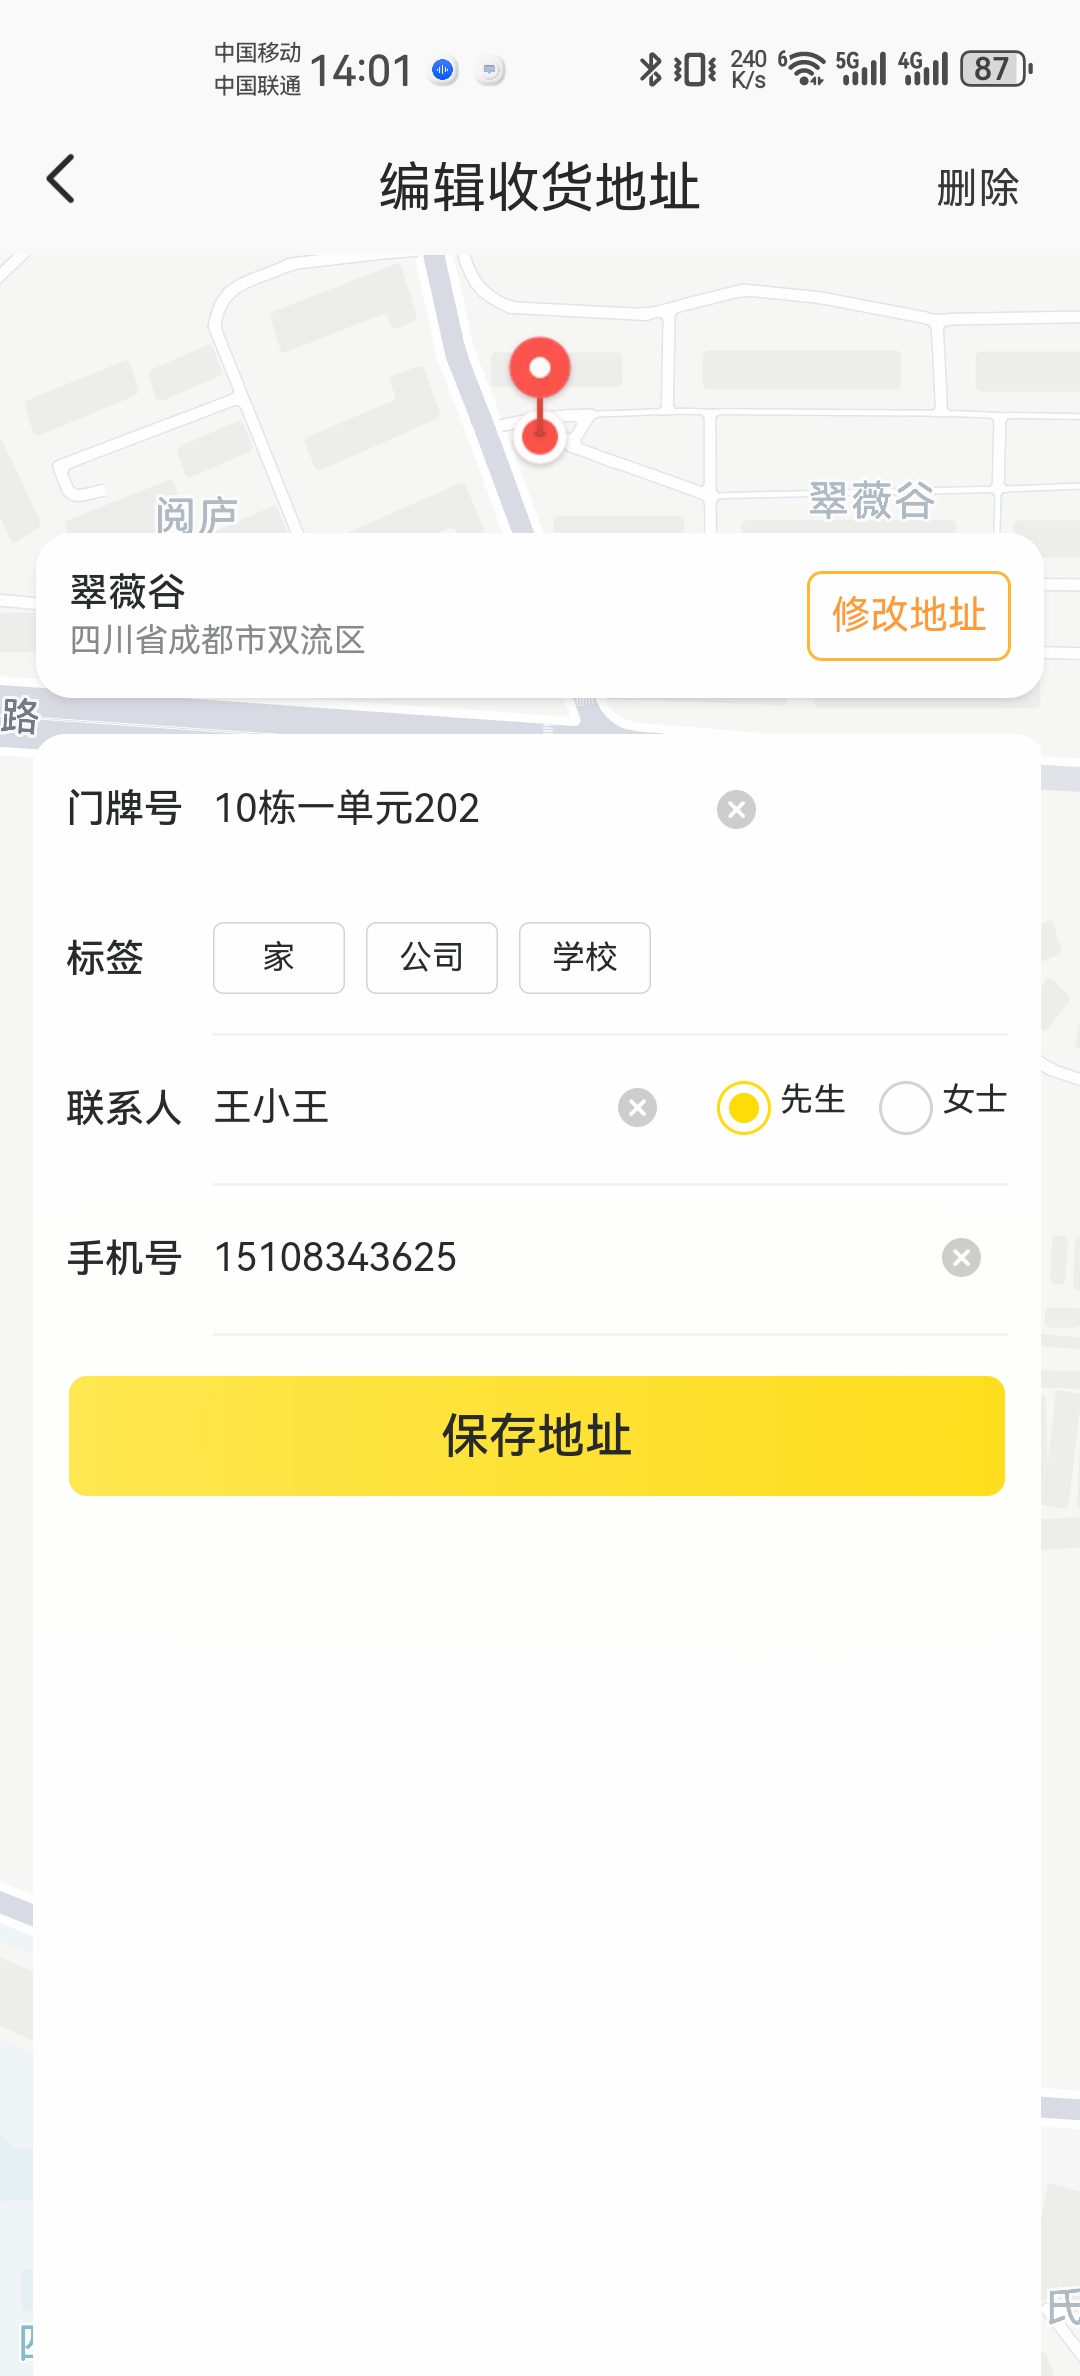 中国移动
中国联通
14:01
240
K/s
6
5G
4G
87
编辑收货地址
删除
阅庐
翠薇谷
翠薇谷
四川省成都市双流区
修改地址
路
门牌号 10栋一单元202
标签 家 公司 学校
联系人 王小王 先生 女士
手机号 15108343625
保存地址
氏